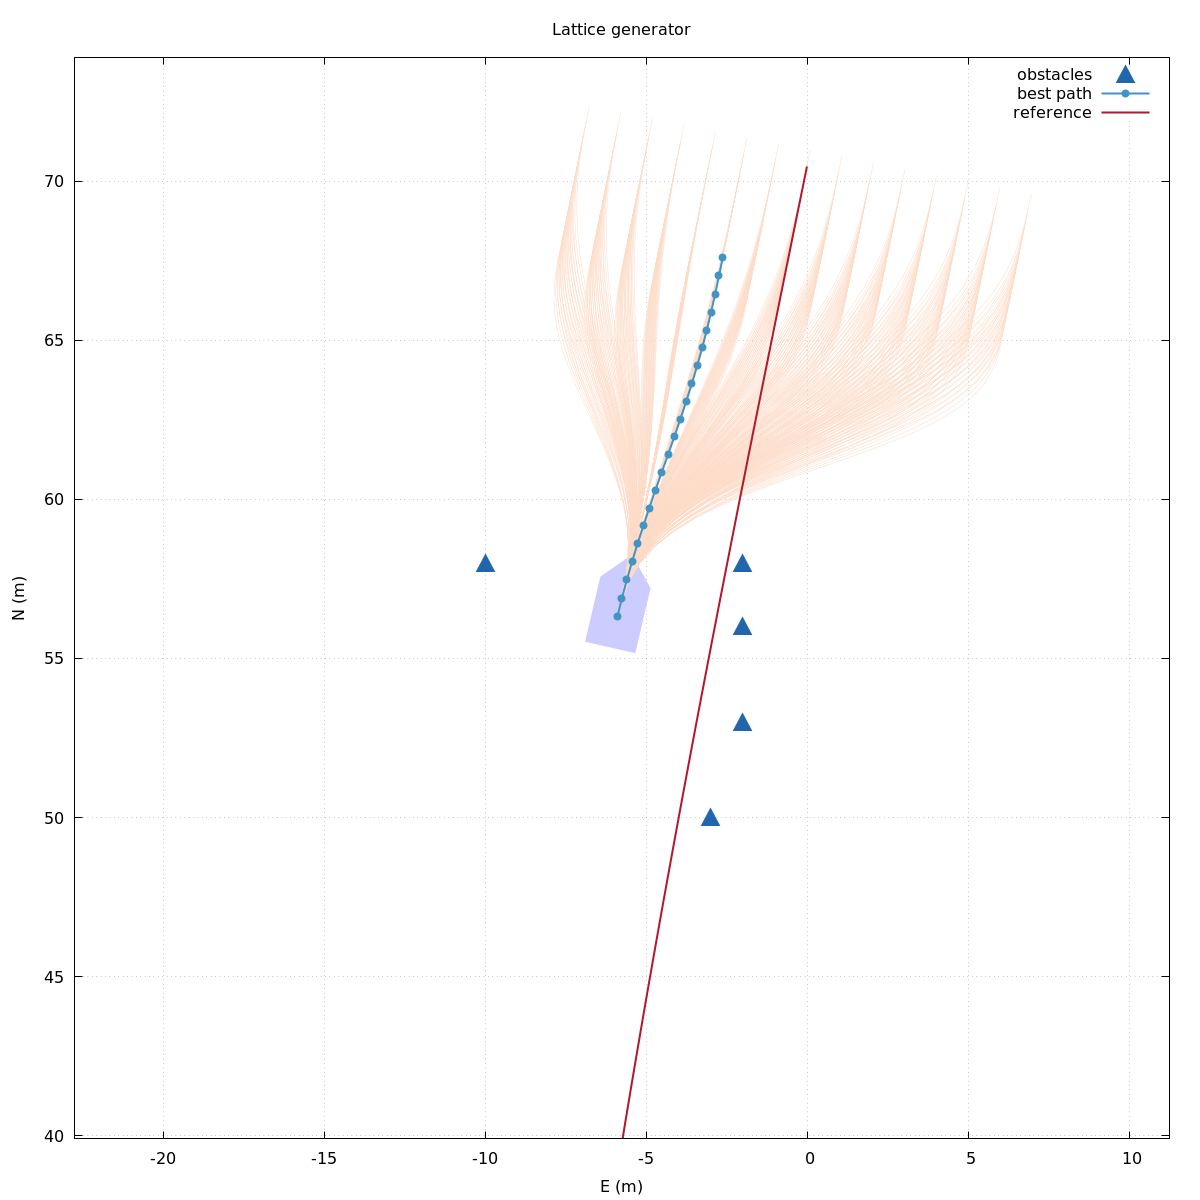 Lattice generator
obstacles
best path
reference
70
65
60
55
50
45
40
N (m)
-20 -15 -10 -5 0 5 10
E (m)